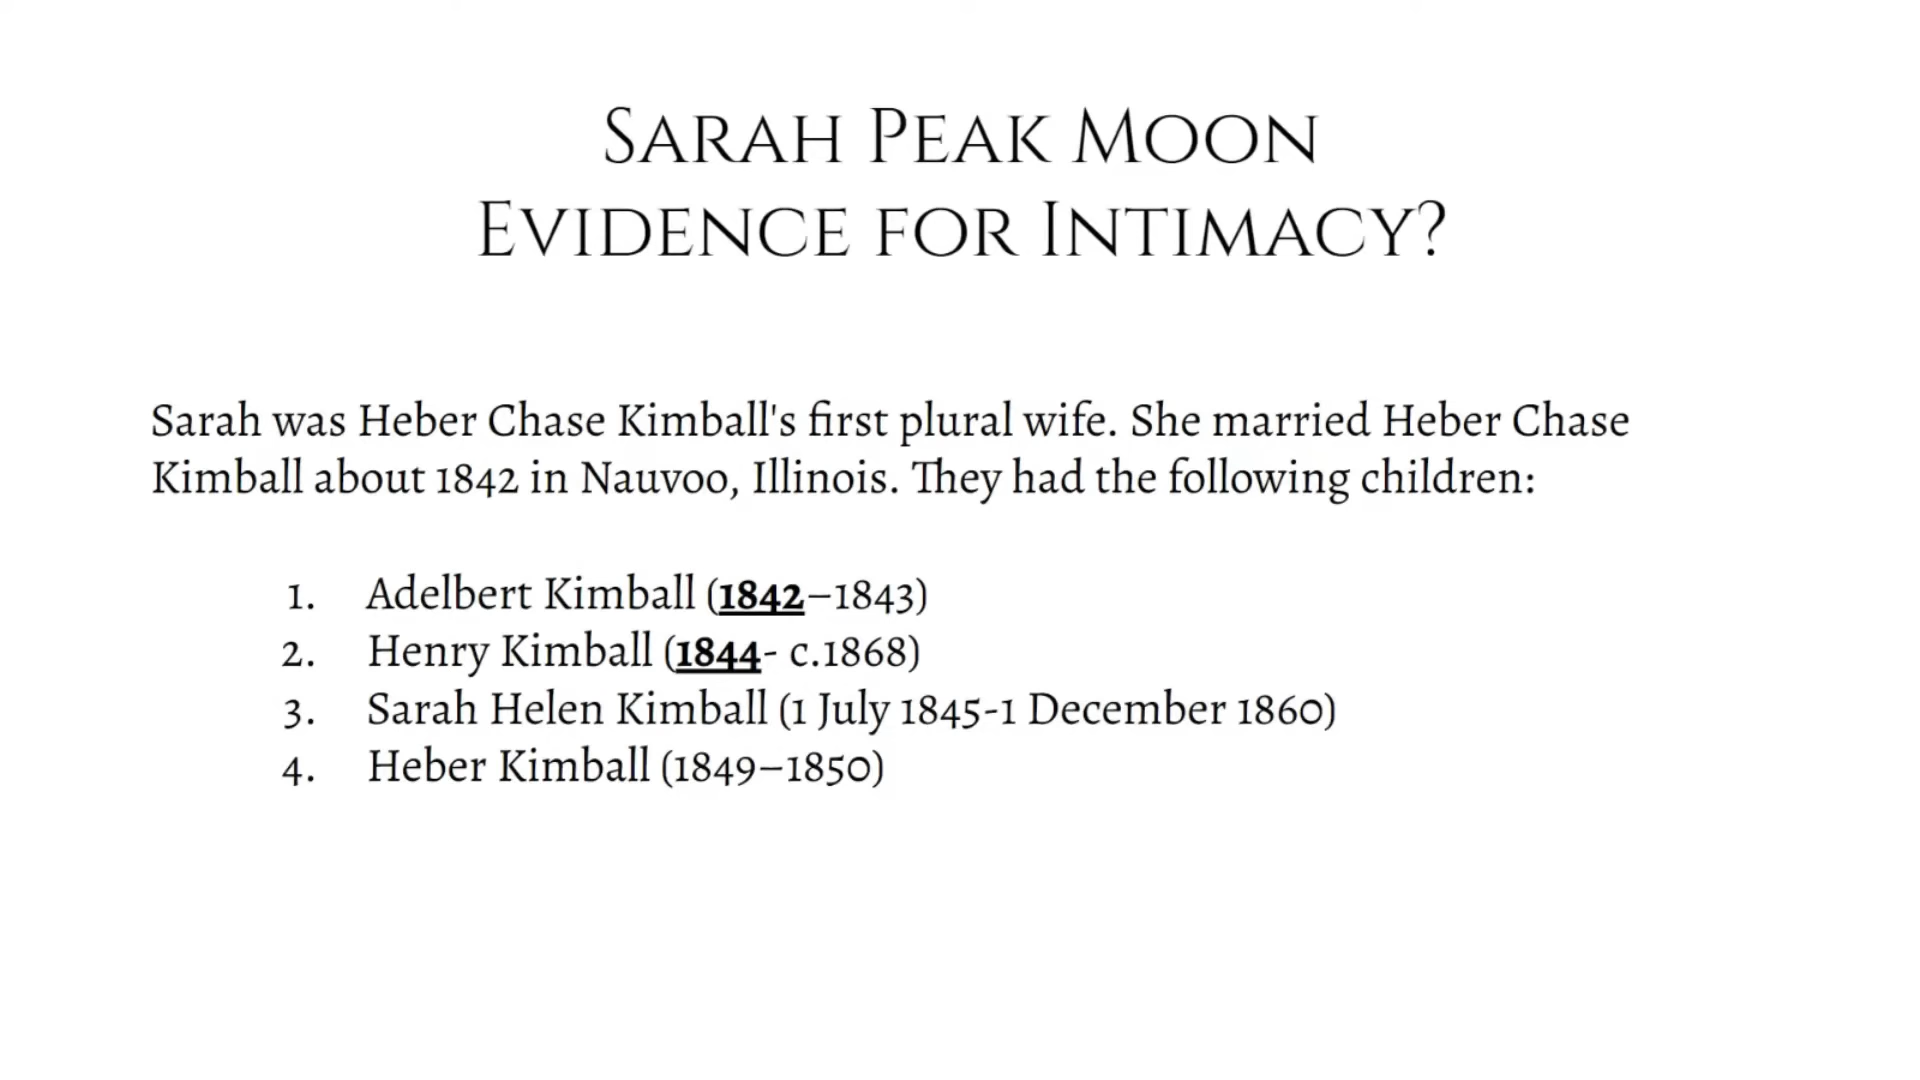 Sarah Peak Moon
Evidence for Intimacy?
Sarah was Heber Chase Kimball's first plural wife. She married Heber Chase
Kimball about 1842 in Nauvoo, Illinois. They had the following children:
1. Adelbert Kimball (1842–1843)
2. Henry Kimball (1844- c.1868)
3. Sarah Helen Kimball (1 July 1845-1 December 1860)
4. Heber Kimball (1849–1850)